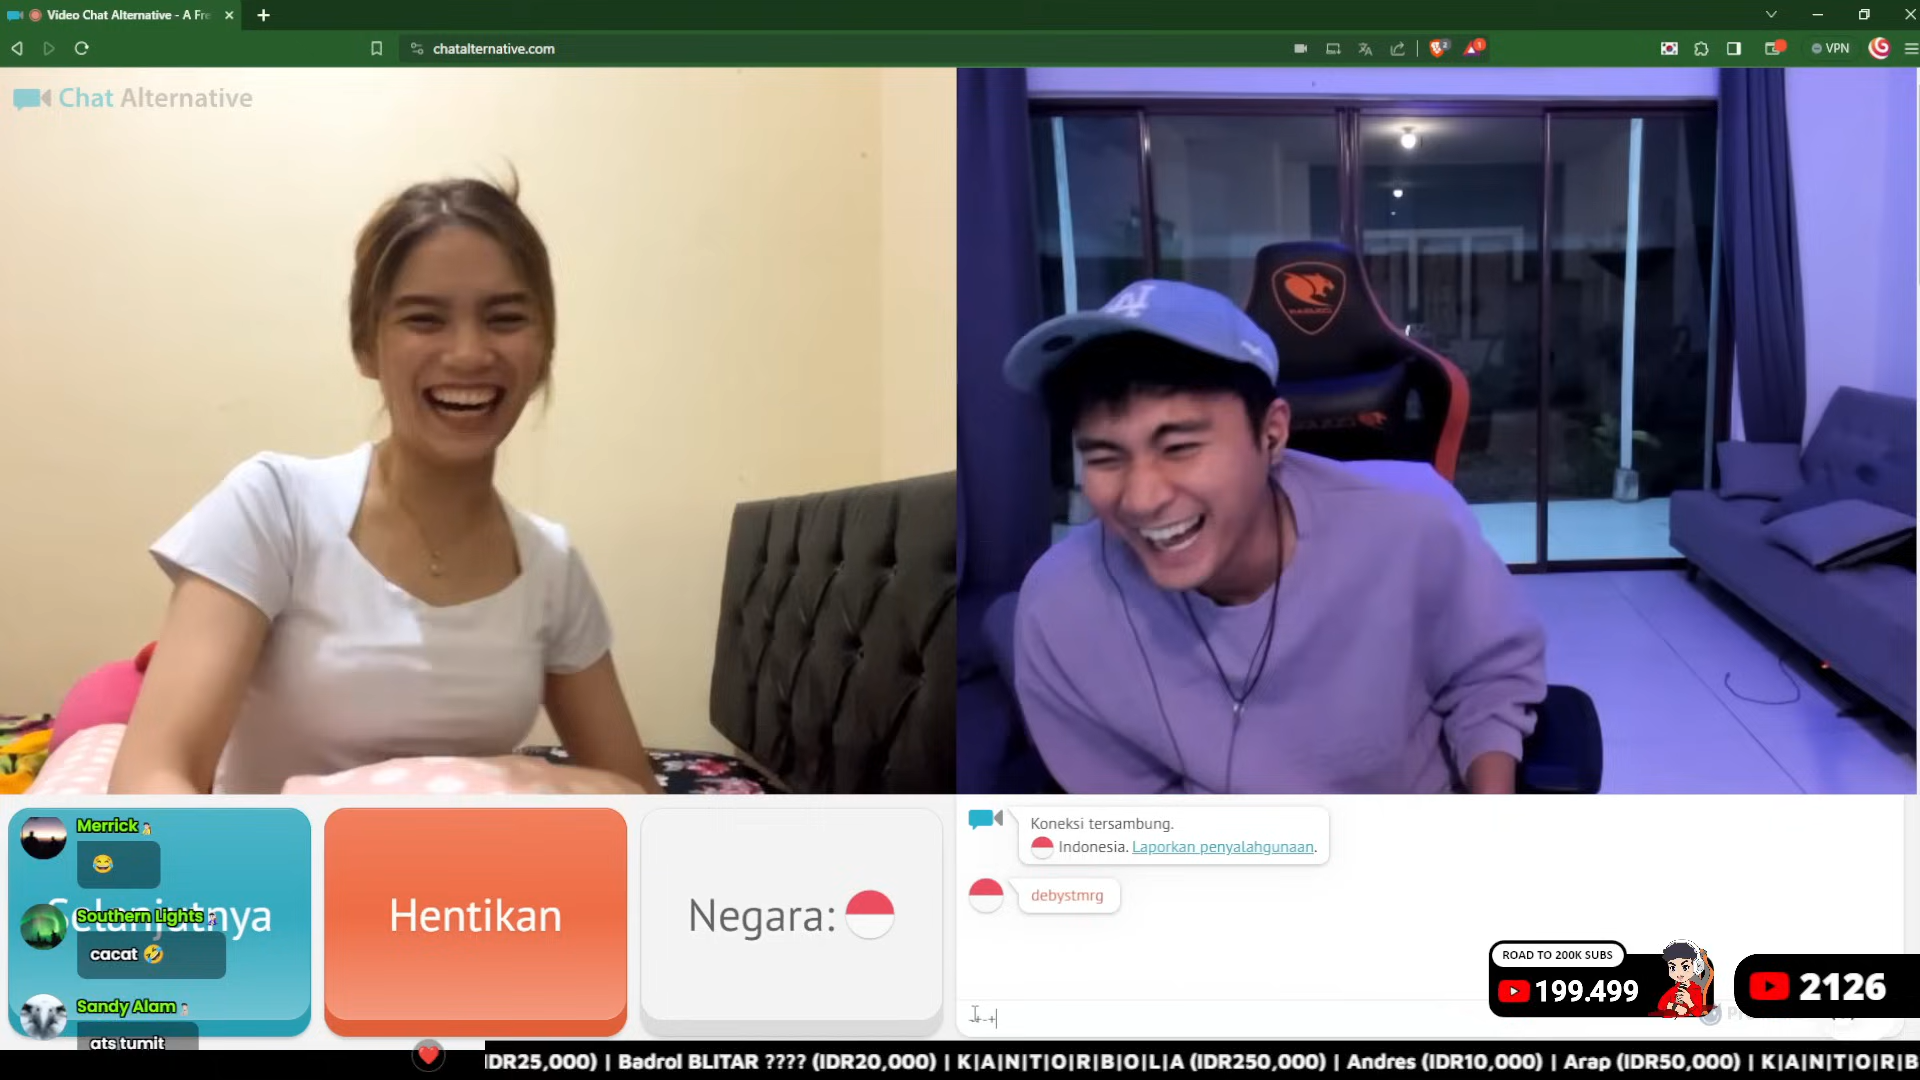 Video Chat Alternative - A Fre
chatalternative.com
VPN
Chat Alternative
Koneksi tersambung.
Indonesia. Laporkan penyalahgunaan.
debystmrg
Selanjutnya
Hentikan
Negara:
Merrick
Southern Lights
cacat 🤣
Sandy Alam
ats tumit
ROAD TO 200K SUBS
199.499
2126
IDR25,000) | Badrol BLITAR ???? (IDR20,000) | K|A|N|T|O|R|B|O|L|A (IDR250,000) | Andres (IDR10,000) | Arap (IDR50,000) | K|A|N|T|O|R|B